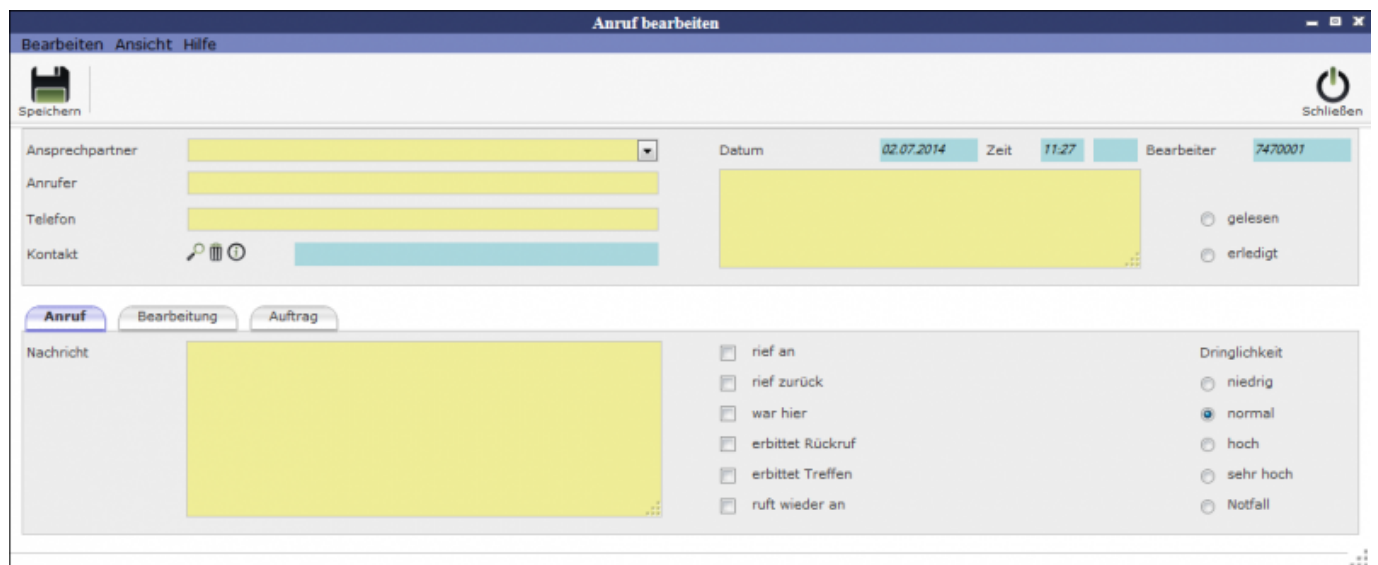 Anruf bearbeiten
Bearbeiten Ansicht Hilfe
Speichern
Schließen
Ansprechpartner
Datum 02.07.2014 Zeit 11:27 Bearbeiter 7470001
Anrufer
Telefon
gelesen
Kontakt
erledigt
Anruf Bearbeitung Auftrag
Nachricht
rief an
Dringlichkeit
rief zurück
niedrig
war hier
normal
erbittet Rückruf
hoch
erbittet Treffen
sehr hoch
ruft wieder an
Notfall